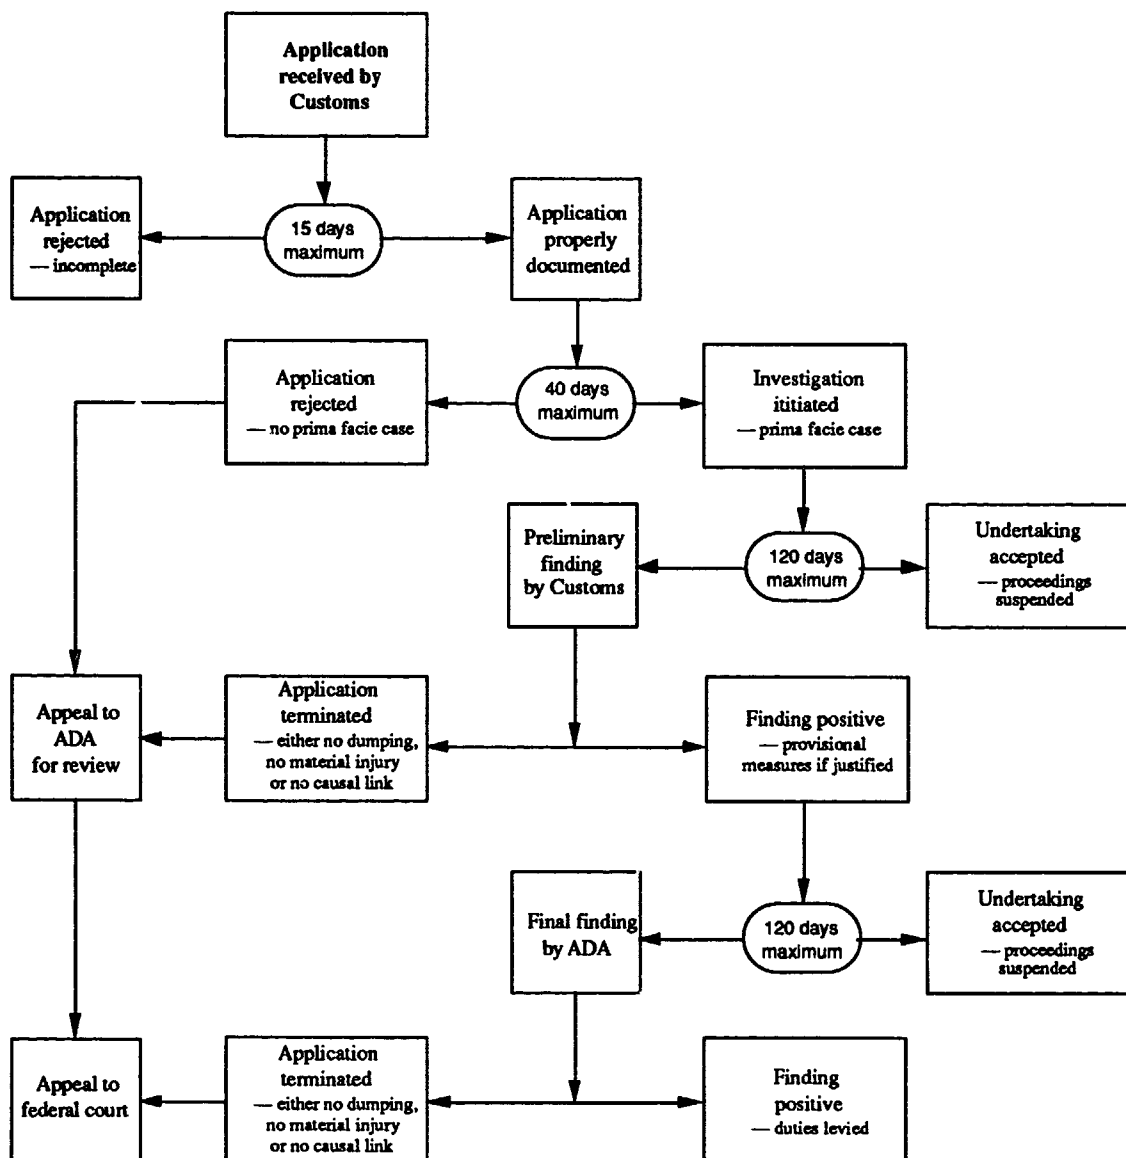 Application
received by
Customs
Application
rejected
— incomplete
15 days
maximum
Application
properly
documented
Application
rejected
— no prima facie case
40 days
maximum
Investigation
ititiated
— prima facie case
Preliminary
finding
by Customs
120 days
maximum
Undertaking
accepted
— proceedings
suspended
Appeal to
ADA
for review
Application
terminated
— either no dumping,
no material injury
or no causal link
Finding positive
— provisional
measures if justified
Final finding
by ADA
120 days
maximum
Undertaking
accepted
— proceedings
suspended
Appeal to
federal court
Application
terminated
— either no dumping,
no material injury
or no causal link
Finding
positive
— duties levied